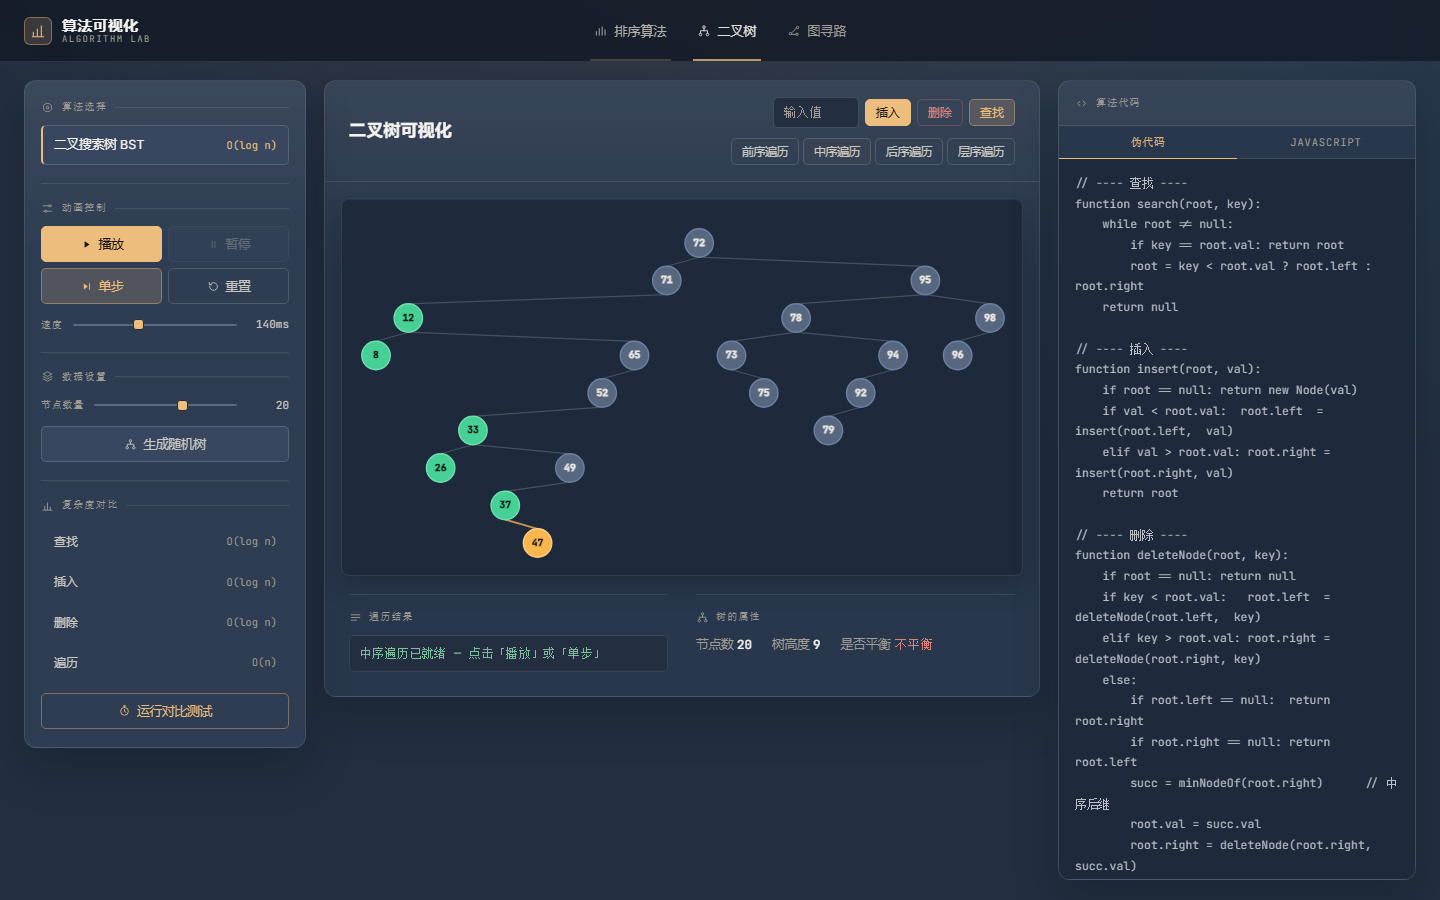 算法可视化
ALGORITHM LAB
排序算法
二叉树
图寻路
算法选择
二叉搜索树 BST
O(log n)
动画控制
播放
暂停
单步
重置
速度
140ms
数据设置
节点数量
20
生成随机树
复杂度对比
查找
O(log n)
插入
O(log n)
删除
O(log n)
遍历
O(n)
运行对比测试
二叉树可视化
输入值
插入
删除
查找
前序遍历
中序遍历
后序遍历
层序遍历
72
71
95
12
78
98
8
65
73
94
96
52
75
92
33
79
26
49
37
47
遍历结果
中序遍历已就绪 — 点击「播放」或「单步」
树的属性
节点数 20
树高度 9
是否平衡 不平衡
算法代码
伪代码
JAVASCRIPT
// ---- 查找 ----
function search(root, key):
    while root ≠ null:
        if key == root.val: return root
        root = key < root.val ? root.left :
root.right
    return null
// ---- 插入 ----
function insert(root, val):
    if root == null: return new Node(val)
    if val < root.val:  root.left  =
insert(root.left,  val)
    elif val > root.val: root.right =
insert(root.right, val)
    return root
// ---- 删除 ----
function deleteNode(root, key):
    if root == null: return null
    if key < root.val:   root.left  =
deleteNode(root.left,  key)
    elif key > root.val: root.right =
deleteNode(root.right, key)
    else:
        if root.left == null:  return
root.right
        if root.right == null: return
root.left
        succ = minNodeOf(root.right)      // 中
序后继
        root.val = succ.val
        root.right = deleteNode(root.right,
succ.val)